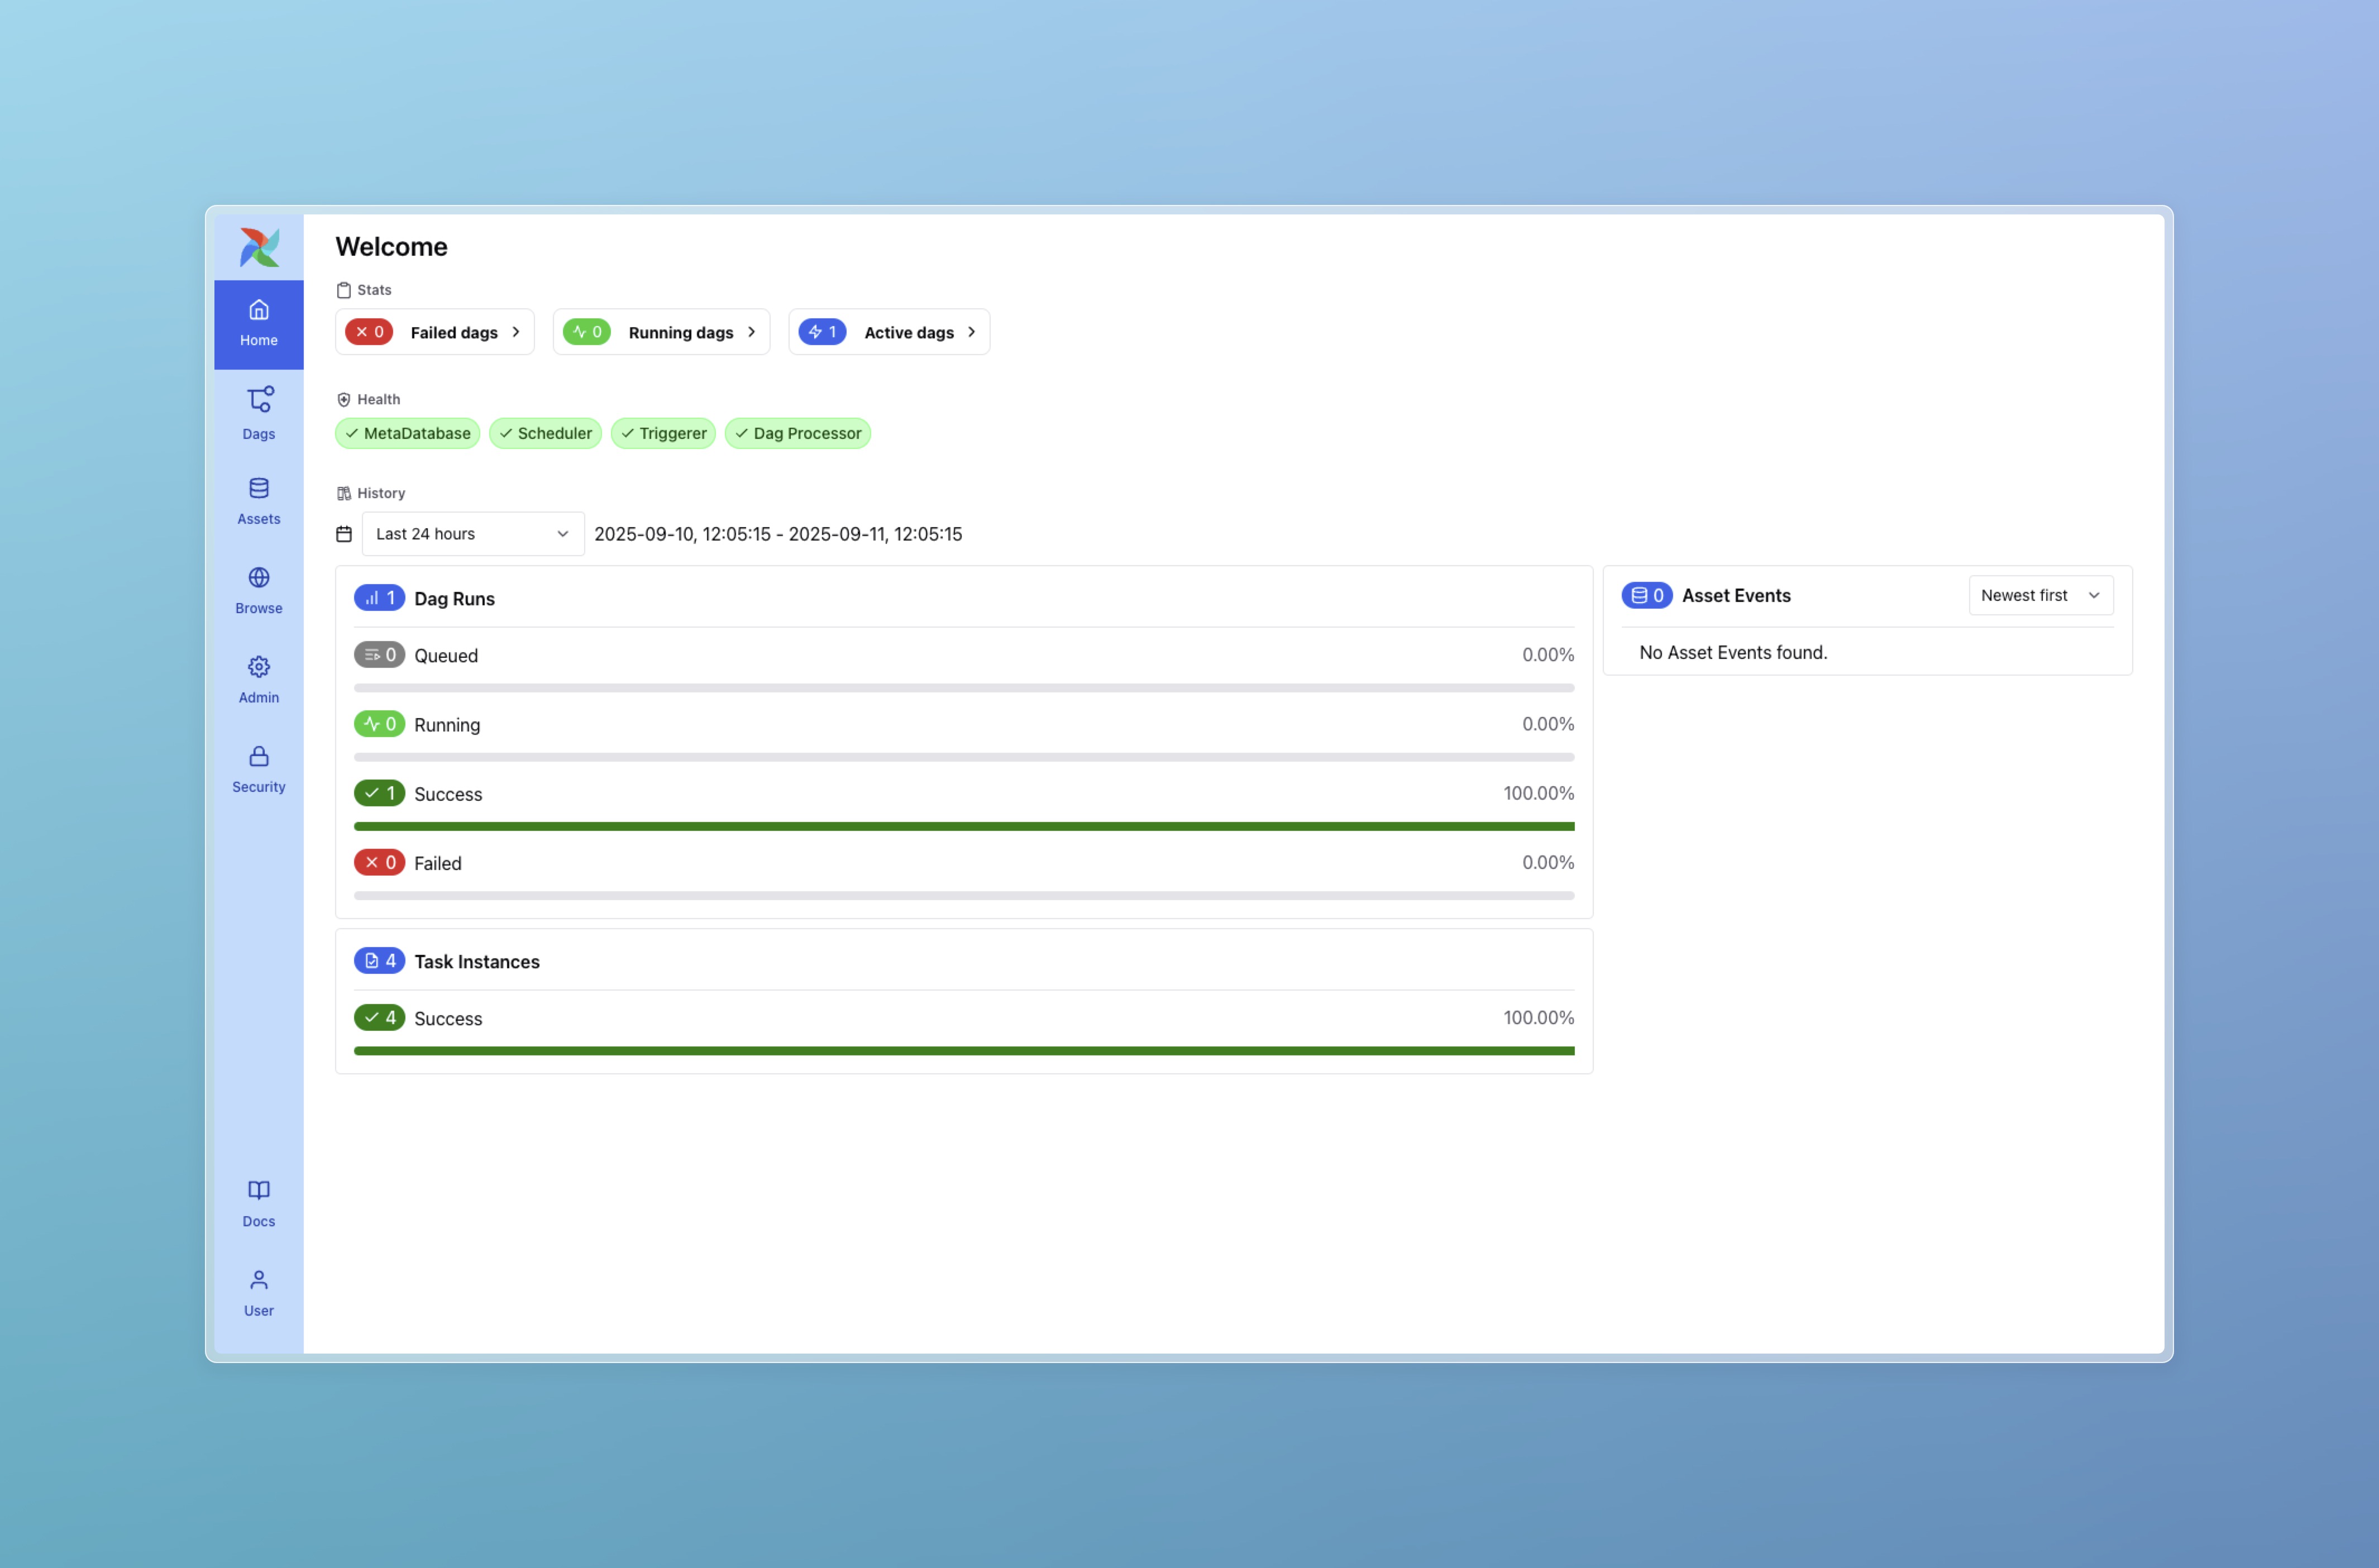 Welcome
Stats
0 Failed dags
0 Running dags
1 Active dags
Health
MetaDatabase
Scheduler
Triggerer
Dag Processor
History
Last 24 hours
2025-09-10, 12:05:15 - 2025-09-11, 12:05:15
1 Dag Runs
0 Queued 0.00%
0 Running 0.00%
1 Success 100.00%
0 Failed 0.00%
4 Task Instances
4 Success 100.00%
0 Asset Events Newest first
No Asset Events found.
Home
Dags
Assets
Browse
Admin
Security
Docs
User